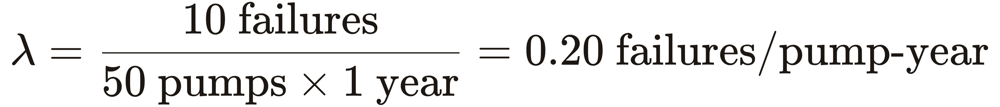 λ = 10 failures / 50 pumps × 1 year = 0.20 failures/pump-year